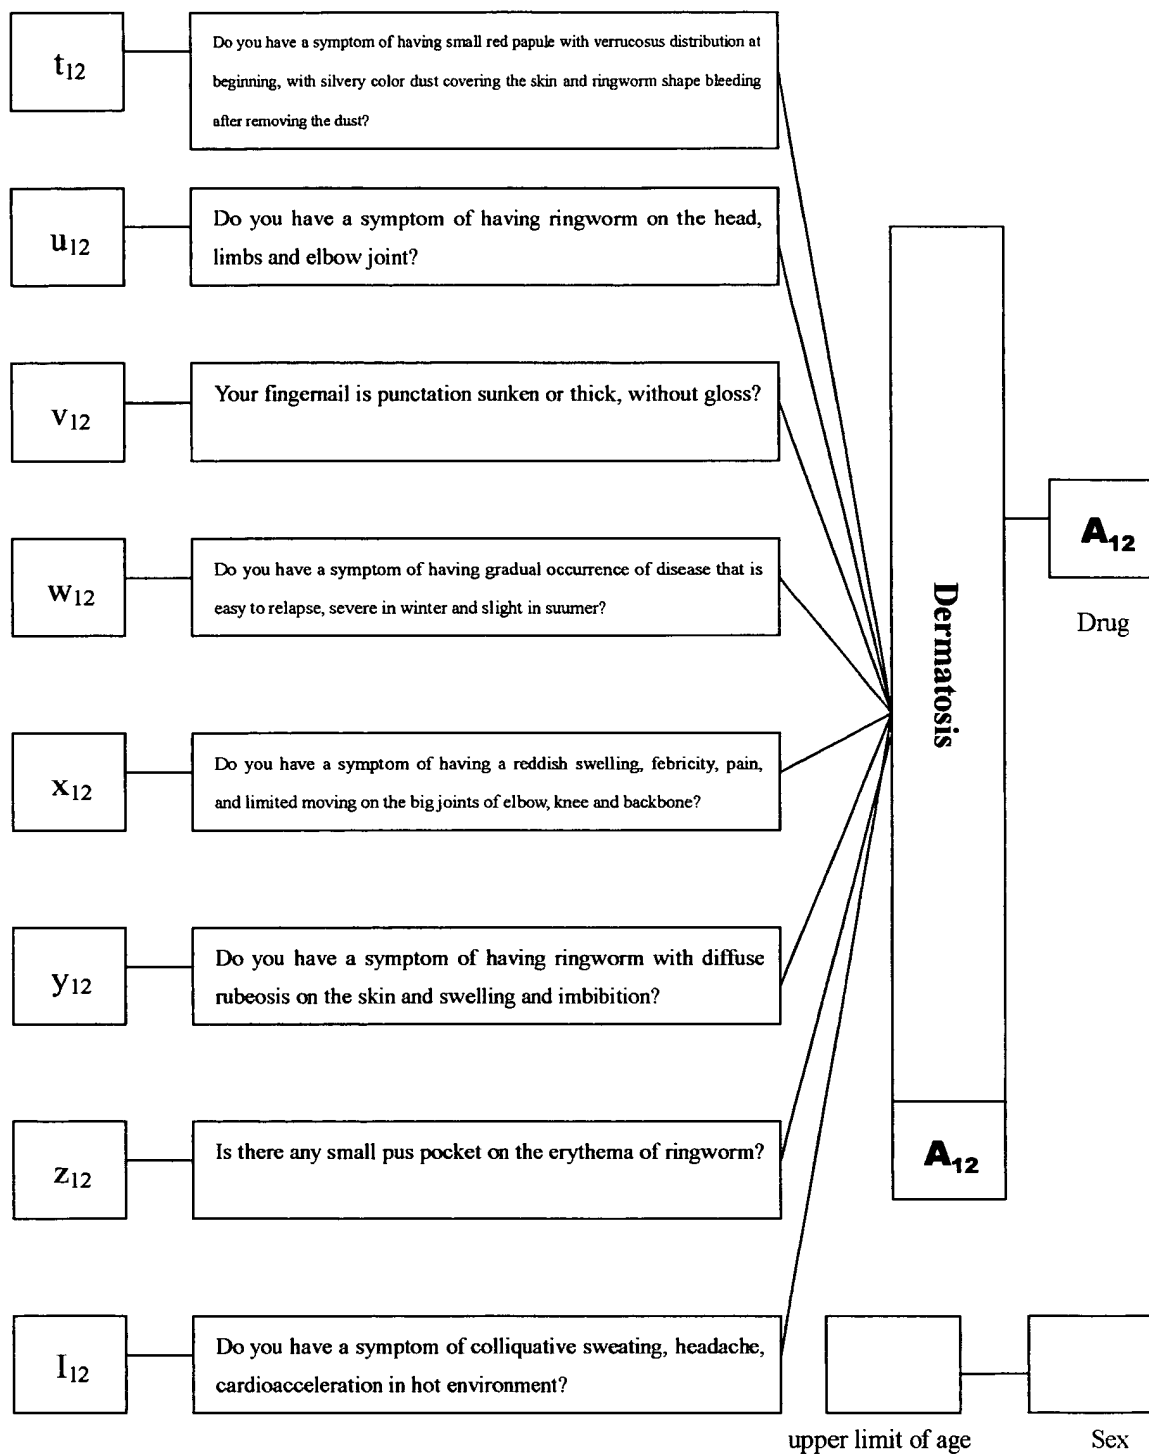 t12
Do you have a symptom of having small red papule with verrucosus distribution at
beginning, with silvery color dust covering the skin and ringworm shape bleeding
after removing the dust?
u12
Do you have a symptom of having ringworm on the head,
limbs and elbow joint?
v12
Your fingernail is punctation sunken or thick, without gloss?
w12
Do you have a symptom of having gradual occurrence of disease that is
easy to relapse, severe in winter and slight in suumer?
x12
Do you have a symptom of having a reddish swelling, febricity, pain,
and limited moving on the big joints of elbow, knee and backbone?
y12
Do you have a symptom of having ringworm with diffuse
rubeosis on the skin and swelling and imbibition?
z12
Is there any small pus pocket on the erythema of ringworm?
I12
Do you have a symptom of colliquative sweating, headache,
cardioacceleration in hot environment?
Dermatosis
A12
A12
Drug
upper limit of age
Sex